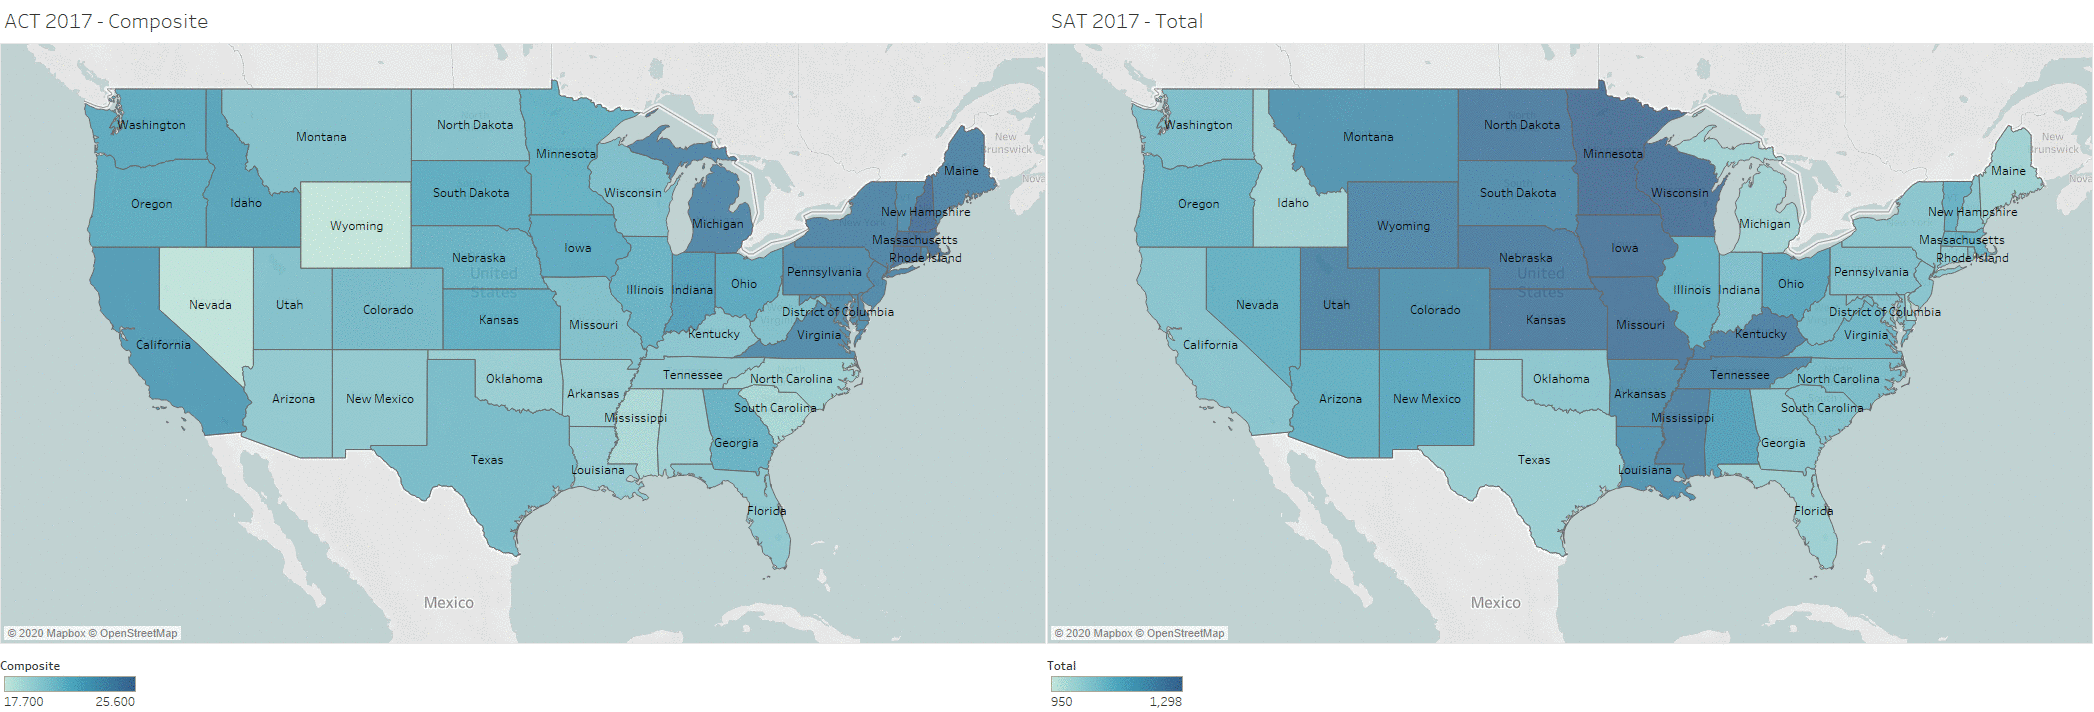 ACT 2017 - Composite
Washington
Montana
North Dakota
Minnesota
Maine
New
Brunswick
Nova
Oregon
Idaho
South Dakota
Wisconsin
Michigan
New Hampshire
New York
Wyoming
Massachusetts
Iowa
Rhode Island
Nebraska
United
States
Pennsylvania
Nevada
Utah
Colorado
Illinois
Indiana
Ohio
Kansas
Missouri
District of Columbia
Kentucky
Virginia
California
Tennessee
Oklahoma
North Carolina
Arizona
New Mexico
Arkansas
Mississippi
South Carolina
Georgia
Texas
Louisiana
Florida
Mexico
© 2020 Mapbox © OpenStreetMap
Composite
17.700 25.600
SAT 2017 - Total
Washington
Montana
North Dakota
Minnesota
Maine
New
Brunswick
Nova
Oregon
Idaho
South Dakota
Wisconsin
Michigan
New Hampshire
Wyoming
Massachusetts
Iowa
Rhode Island
Nebraska
United
States
Pennsylvania
Nevada
Utah
Colorado
Illinois
Indiana
Ohio
Kansas
Missouri
District of Columbia
Kentucky
Virginia
California
Tennessee
Oklahoma
North Carolina
Arizona
New Mexico
Arkansas
Mississippi
South Carolina
Georgia
Texas
Louisiana
Florida
Mexico
© 2020 Mapbox © OpenStreetMap
Total
950 1,298